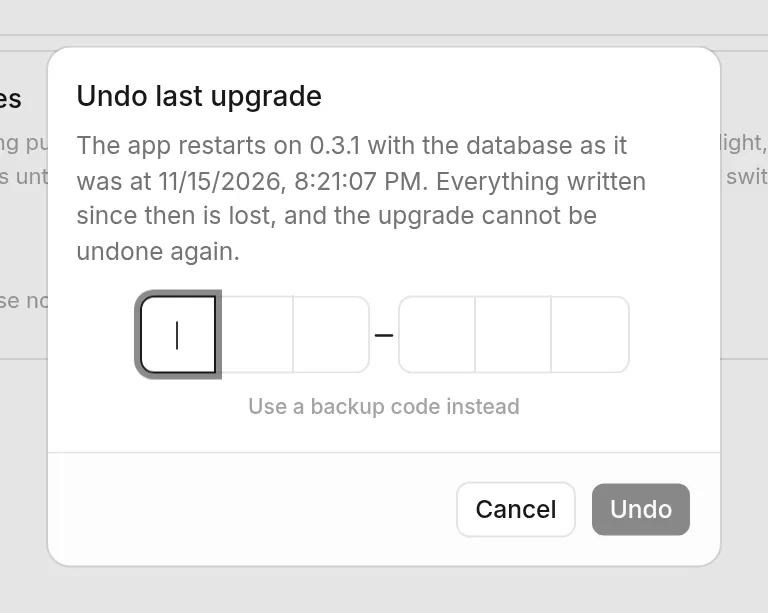 Undo last upgrade
The app restarts on 0.3.1 with the database as it
was at 11/15/2026, 8:21:07 PM. Everything written
since then is lost, and the upgrade cannot be
undone again.
–
Use a backup code instead
Cancel
Undo